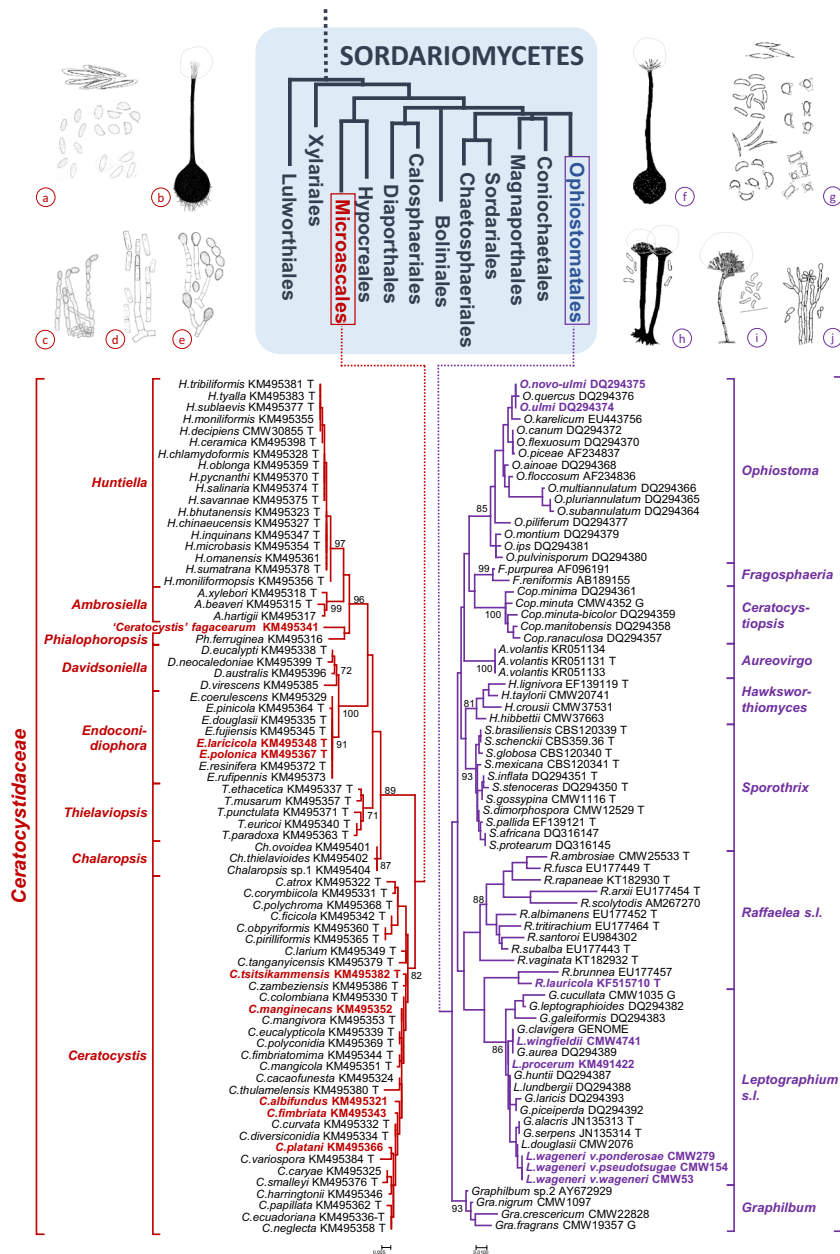 SORDARIOMYCETES
Lulworthiales
Xylariales
Microascales
Hypocreales
Diaporthales
Calosphaeriales
Boliniales
Chaetosphaeriales
Sordariales
Magnaporthales
Coniochaetales
Ophiostomatales
a
b
c
d
e
f
g
h
i
j
Ceratocystidaceae
Huntiella
H.tribiliformis KM495381 T
H.tyalla KM495383 T
H.sublaevis KM495377 T
H.moniliformis KM495355
H.decipiens CMW30855 T
H.ceramica KM495398 T
H.chlamydoformis KM495328 T
H.oblonga KM495359 T
H.pycnanthi KM495370 T
H.salinaria KM495374 T
H.savannae KM495375 T
H.bhutanensis KM495323 T
H.chinaeucensis KM495327 T
H.inquinans KM495347 T
H.microbasis KM495354 T
H.omanensis KM495361
H.sumatrana KM495378 T
H.moniliformopsis KM495356 T
97
Ambrosiella
A.xylebori KM495318 T
A.beaveri KM495315 T
A.hartigii KM495317
99
96
'Ceratocystis' fagacearum KM495341
Phialophoropsis
Ph.ferruginea KM495316
Davidsoniella
D.eucalypti KM495338 T
D.neocaledoniae KM495399 T
D.australis KM495396
D.virescens KM495385
72
100
Endoconi-
diophora
E.coerulescens KM495329
E.pinicola KM495364 T
E.douglasii KM495335 T
E.fujiensis KM495345 T
E.laricicola KM495348 T
E.polonica KM495367 T
E.resinifera KM495372 T
E.rufipennis KM495373
91
Thielaviopsis
T.ethacetica KM495337 T
T.musarum KM495357 T
T.punctulata KM495371 T
T.euricoi KM495340 T
T.paradoxa KM495363 T
89
71
Chalaropsis
Ch.ovoidea KM495401
Ch.thielavioides KM495402
Chalaropsis sp.1 KM495404
87
Ceratocystis
C.atrox KM495322 T
C.corymbiicola KM495331 T
C.polychroma KM495368 T
C.ficicola KM495342 T
C.obpyriformis KM495360 T
C.pirilliformis KM495365 T
C.larium KM495349 T
C.tanganyicensis KM495379 T
C.tsitsikammensis KM495382 T
C.zambeziensis KM495386 T
C.colombiana KM495330 T
C.manginecans KM495352
C.mangivora KM495353 T
C.eucalypticola KM495339 T
C.polyconidia KM495369 T
C.fimbriatomima KM495344 T
C.mangicola KM495351 T
C.cacaofunesta KM495324
C.thulamelensis KM495380 T
C.albifundus KM495321
C.fimbriata KM495343
C.curvata KM495332 T
C.diversiconidia KM495334 T
C.platani KM495366
C.variospora KM495384 T
C.caryae KM495325
C.smalleyi KM495376 T
C.harringtonii KM495346
C.papillata KM495362 T
C.ecuadoriana KM495336-T
C.neglecta KM495358 T
82
0.005
O.novo-ulmi DQ294375
O.quercus DQ294376
O.ulmi DQ294374
O.karelicum EU443756
O.canum DQ294372
O.flexuosum DQ294370
O.piceae AF234837
O.ainoae DQ294368
O.floccosum AF234836
O.multiannulatum DQ294366
O.pluriannulatum DQ294365
O.subannulatum DQ294364
O.piliferum DQ294377
O.montium DQ294379
O.ips DQ294381
O.pulvinisporum DQ294380
85
Ophiostoma
F.purpurea AF096191
F.reniformis AB189155
99
Fragosphaeria
Cop.minima DQ294361
Cop.minuta CMW4352 G
Cop.minuta-bicolor DQ294359
Cop.manitobensis DQ294358
Cop.ranaculosa DQ294357
100
Ceratocys-
tiopsis
A.volantis KR051134
A.volantis KR051131 T
A.volantis KR051133
100
Aureovirgo
H.lignivora EF139119 T
H.taylorii CMW20741
H.crousii CMW37531
H.hibbettii CMW37663
81
Hawkswor-
thiomyces
S.brasiliensis CBS120339 T
S.schenckii CBS359.36 T
S.globosa CBS120340 T
S.mexicana CBS120341 T
S.inflata DQ294351 T
S.stenoceras DQ294350 T
S.gossypina CMW1116 T
S.dimorphospora CMW12529 T
S.pallida EF139121 T
S.africana DQ316147
S.protearum DQ316145
93
Sporothrix
R.ambrosiae CMW25533 T
R.fusca EU177449 T
R.rapaneae KT182930 T
R.arxii EU177454 T
R.scolytodis AM267270
R.albimanens EU177452 T
R.tritirachium EU177464 T
R.santoroi EU984302
R.subalba EU177443 T
R.vaginata KT182932 T
R.brunnea EU177457
R.lauricola KF515710 T
88
Raffaelea s.l.
G.cucullata CMW1035 G
G.leptographioides DQ294382
G.galeiformis DQ294383
G.clavigera GENOME
L.wingfieldii CMW4741
G.aurea DQ294389
L.procerum KM491422
G.huntii DQ294387
L.lundbergii DQ294388
G.laricis DQ294393
G.piceiperda DQ294392
G.alacris JN135313 T
G.serpens JN135314 T
L.douglasii CMW2076
L.wageneri v.ponderosae CMW279
L.wageneri v.pseudotsugae CMW154
L.wageneri v.wageneri CMW53
86
Leptographium
s.l.
Graphilbum sp.2 AY672929
Gra.nigrum CMW1097
Gra.crescericum CMW22828
Gra.fragrans CMW19357 G
93
Graphilbum
0.0100